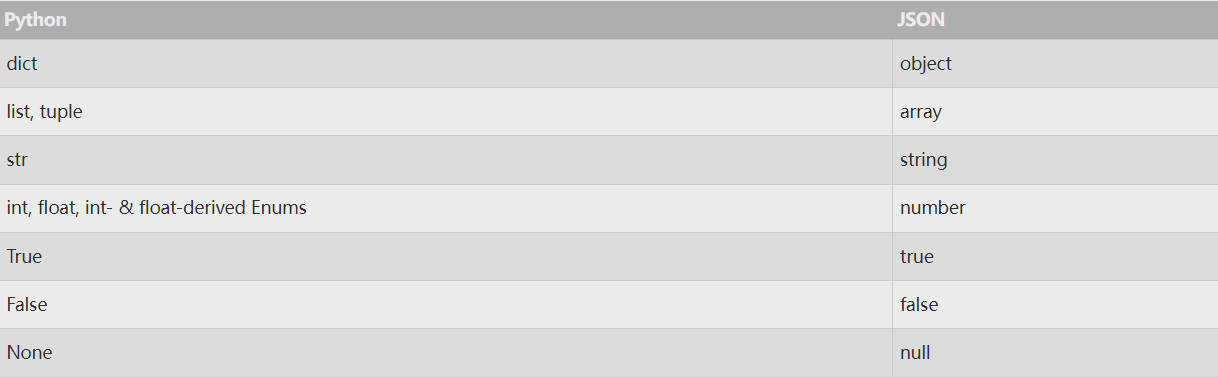 Python JSON
dict object
list, tuple array
str string
int, float, int- & float-derived Enums number
True true
False false
None null